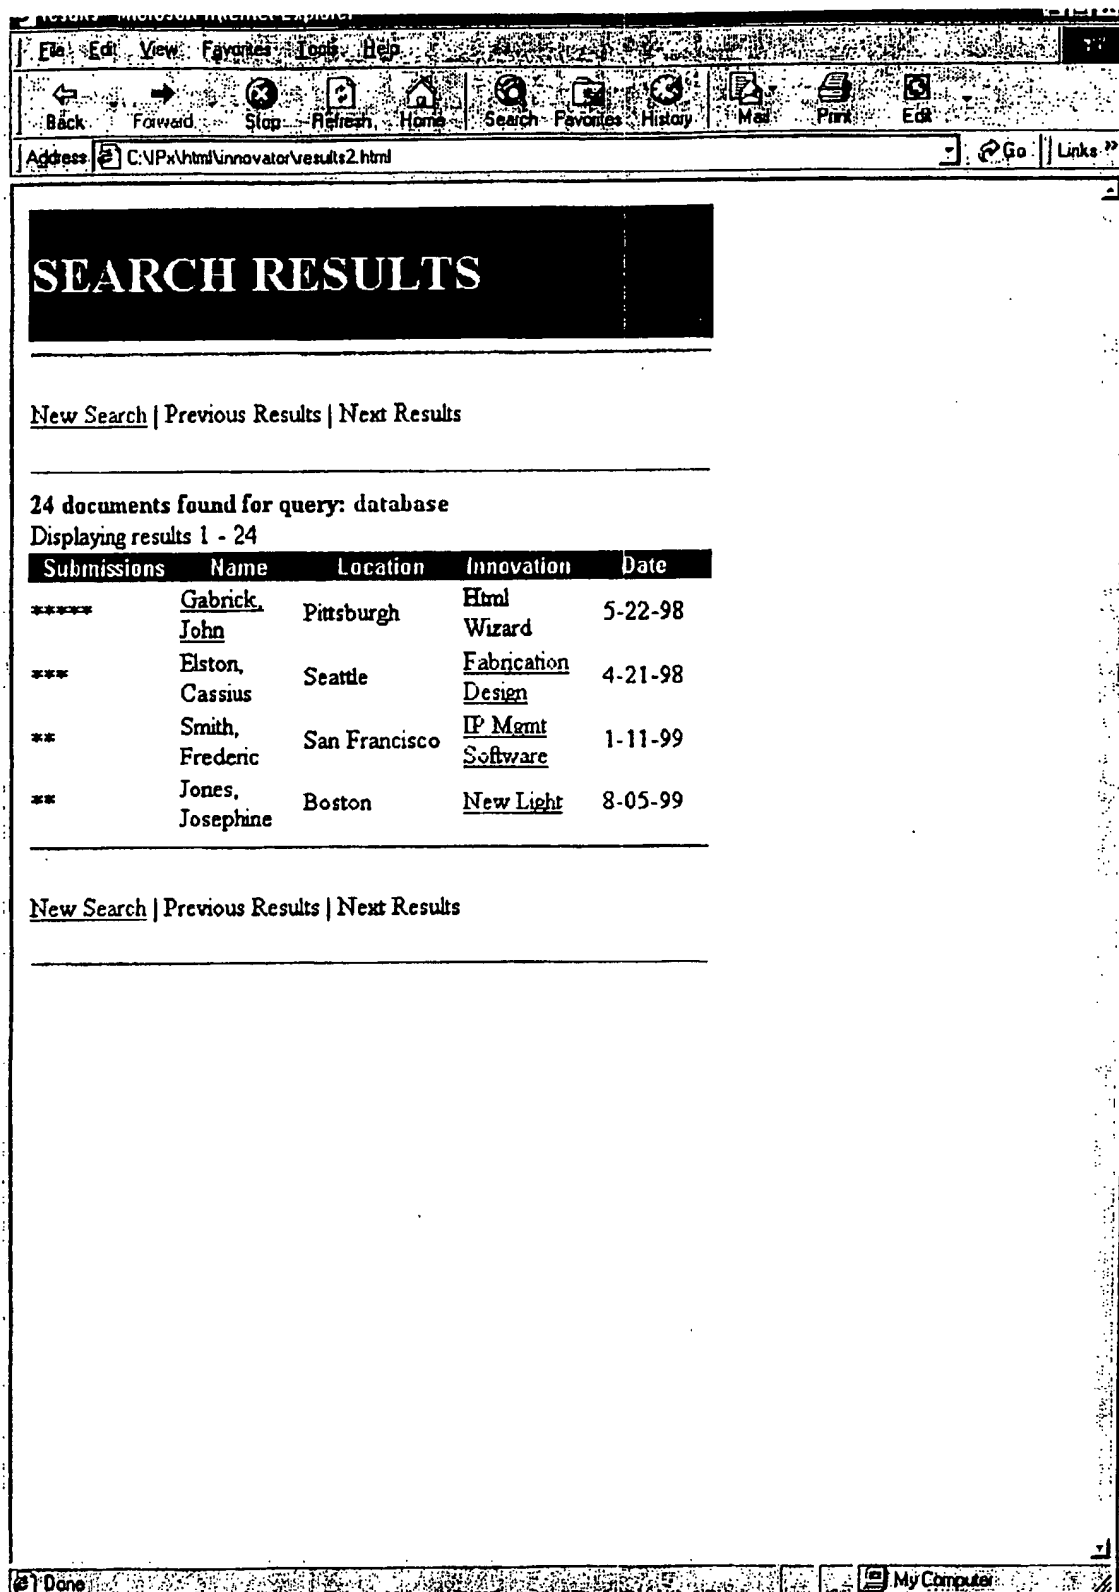 results - Microsoft Internet Explorer
File Edit View Favorites Tools Help
Back Forward Stop Refresh Home Search Favorites History Mail Print Edit
Address C:\IPx\html\innovator\results2.html Go Links »
SEARCH RESULTS
New Search | Previous Results | Next Results
24 documents found for query: database
Displaying results 1 - 24
Submissions Name Location Innovation Date
***** Gabrick, John Pittsburgh Html Wizard 5-22-98
*** Elston, Cassius Seattle Fabrication Design 4-21-98
** Smith, Frederic San Francisco IP Mgmt Software 1-11-99
** Jones, Josephine Boston New Light 8-05-99
New Search | Previous Results | Next Results
Done My Computer